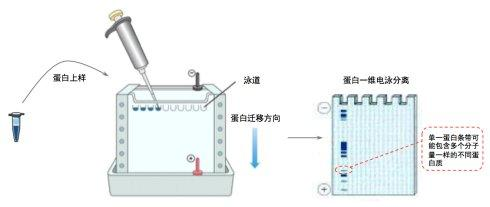 蛋白上样
泳道
蛋白迁移方向
蛋白一维电泳分离
单一蛋白条带可
能包含多个分子
量一样的不同蛋
白质